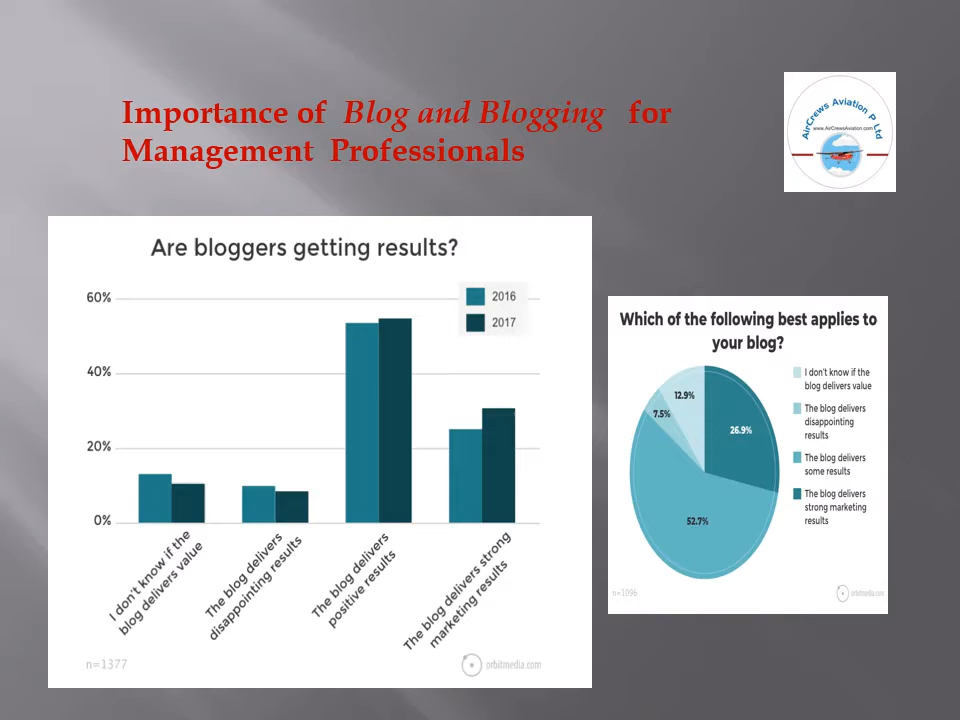 Importance of Blog and Blogging for
Management Professionals
AirCrews Aviation P Ltd
www.AirCrewsAviation.com
Are bloggers getting results?
2016
2017
60%
40%
20%
0%
I don't know if the
blog delivers value
The blog delivers
disappointing results
The blog delivers
positive results
The blog delivers strong
marketing results
n=1377
orbitmedia.com
Which of the following best applies to
your blog?
12.9%
7.5%
26.9%
52.7%
I don't know if the
blog delivers value
The blog delivers
disappointing
results
The blog delivers
some results
The blog delivers
strong marketing
results
n=1096
orbitmedia.com